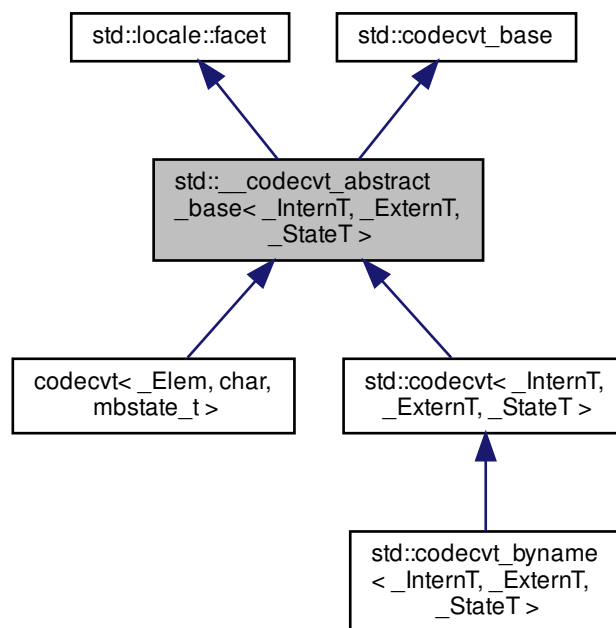 std::locale::facet
std::codecvt_base
std::__codecvt_abstract
_base< _InternT, _ExternT,
_StateT >
codecvt< _Elem, char,
mbstate_t >
std::codecvt< _InternT,
_ExternT, _StateT >
std::codecvt_byname
< _InternT, _ExternT,
_StateT >